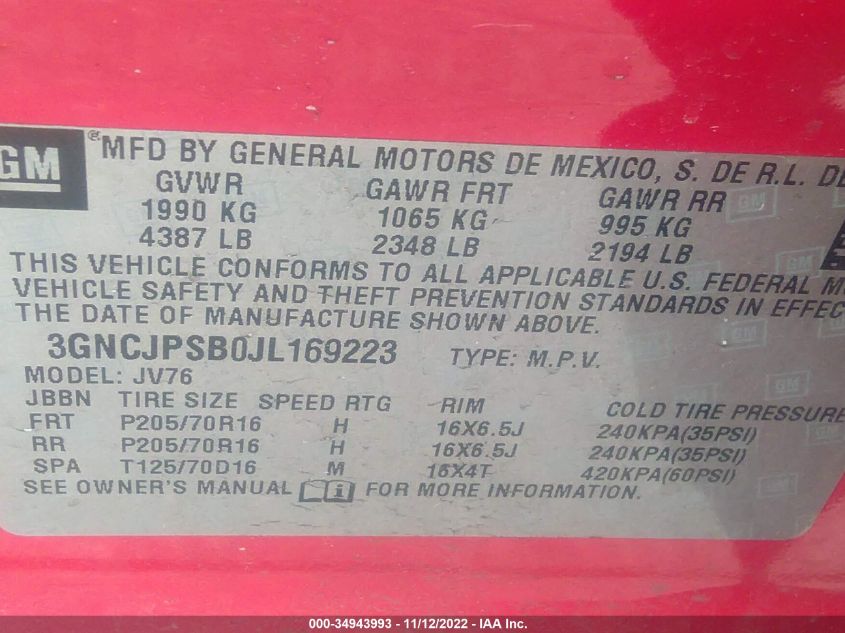 GM ® MFD BY GENERAL MOTORS DE MEXICO, S. DE R.L. DE
GVWR GAWR FRT GAWR RR
1990 KG 1065 KG 995 KG
4387 LB 2348 LB 2194 LB
THIS VEHICLE CONFORMS TO ALL APPLICABLE U.S. FEDERAL M
VEHICLE SAFETY AND THEFT PREVENTION STANDARDS IN EFFEC
THE DATE OF MANUFACTURE SHOWN ABOVE.
3GNCJPSB0JL169223 TYPE: M.P.V.
MODEL: JV76
JBBN TIRE SIZE SPEED RTG RIM COLD TIRE PRESSURE
FRT P205/70R16 H 16X6.5J 240KPA(35PSI)
RR P205/70R16 H 16X6.5J 240KPA(35PSI)
SPA T125/70D16 M 16X4T 420KPA(60PSI)
SEE OWNER'S MANUAL i FOR MORE INFORMATION.
000-34943993 - 11/12/2022 - IAA Inc.